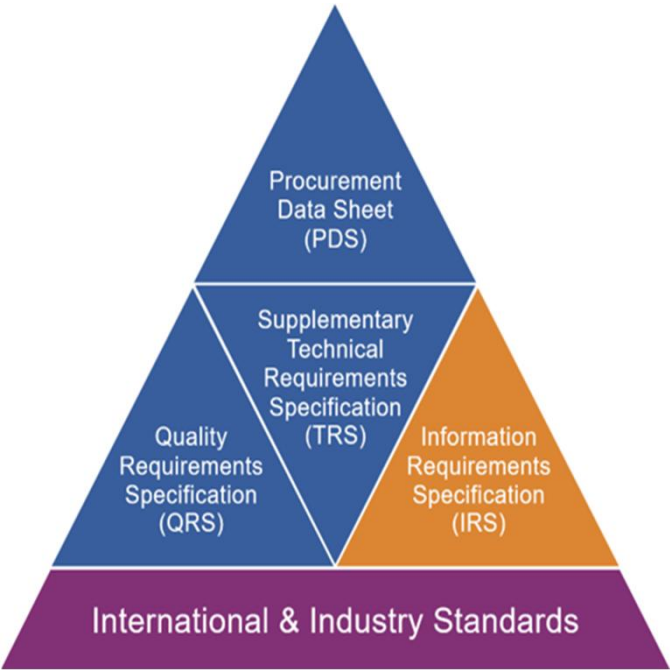 Procurement
Data Sheet
(PDS)
Supplementary
Technical
Requirements
Specification
(TRS)
Quality
Requirements
Specification
(QRS)
Information
Requirements
Specification
(IRS)
International & Industry Standards